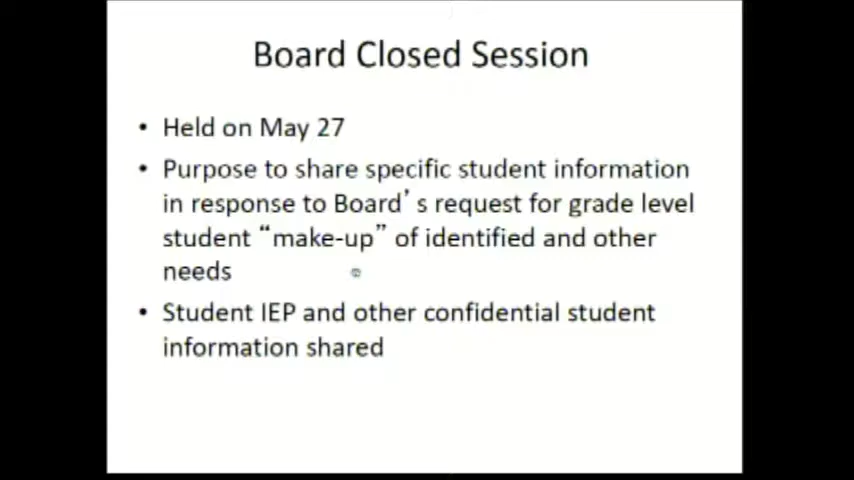 Board Closed Session
• Held on May 27
• Purpose to share specific student information
in response to Board's request for grade level
student "make-up" of identified and other
needs
• Student IEP and other confidential student
information shared